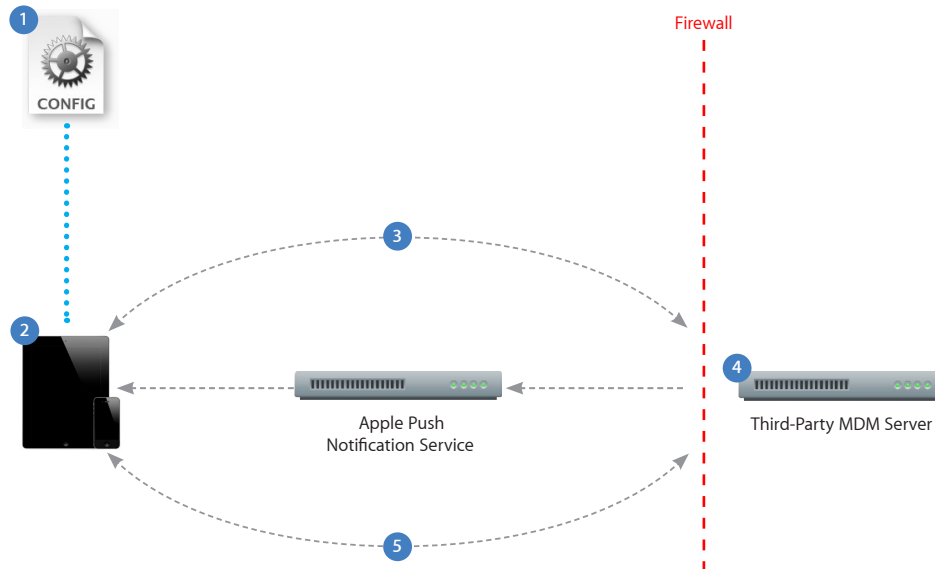 1
Firewall
CONFIG
3
2
4
Apple Push
Notification Service
Third-Party MDM Server
5